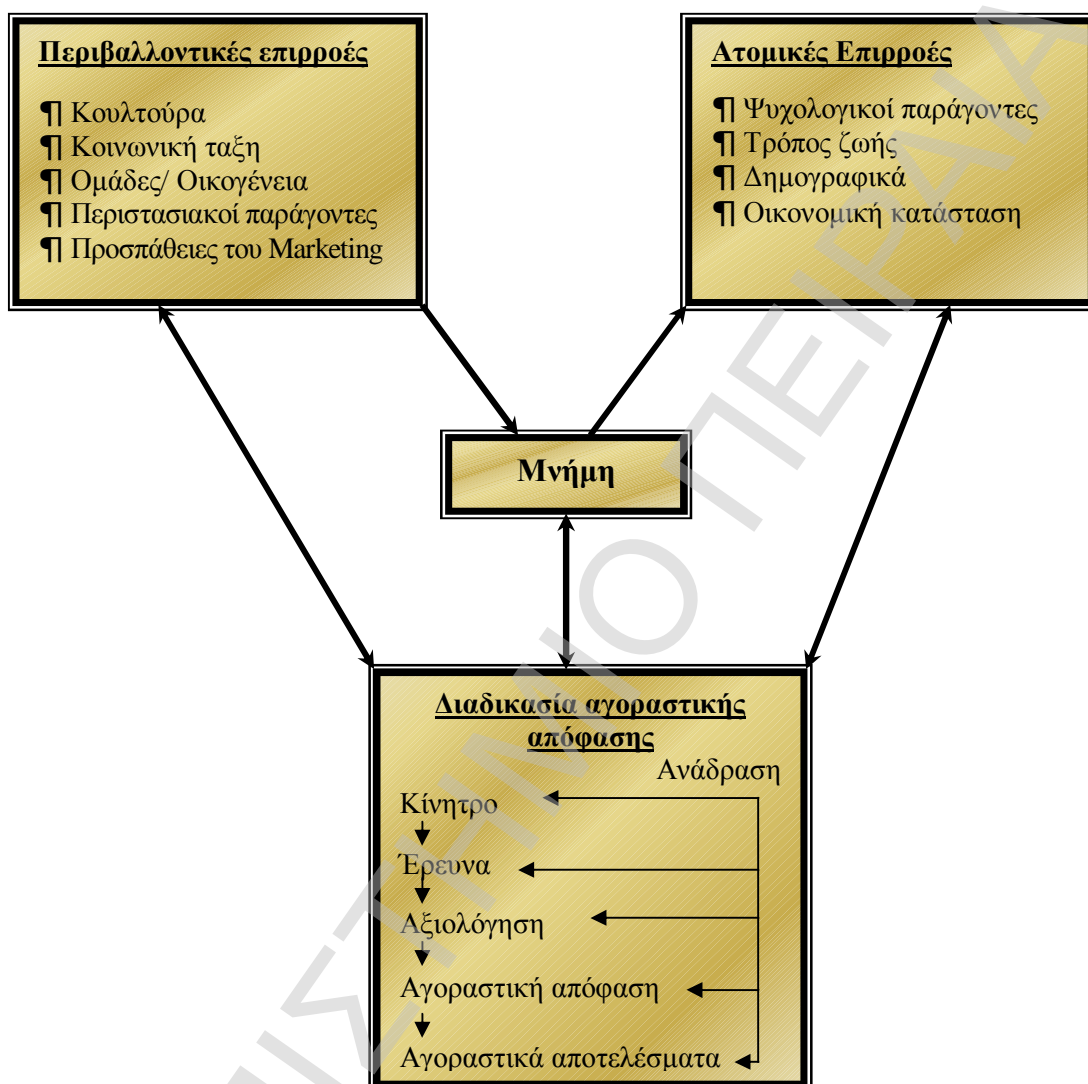 Περιβαλλοντικές επιρροές
¶ Κουλτούρα
¶ Κοινωνική ταξη
¶ Ομάδες/ Οικογένεια
¶ Περιστασιακοί παράγοντες
¶ Προσπάθειες του Marketing
Ατομικές Επιρροές
¶ Ψυχολογικοί παράγοντες
¶ Τρόπος ζωής
¶ Δημογραφικά
¶ Οικονομική κατάσταση
Μνήμη
Διαδικασία αγοραστικής
απόφασης
Ανάδραση
Κίνητρο
Έρευνα
Αξιολόγηση
Αγοραστική απόφαση
Αγοραστικά αποτελέσματα